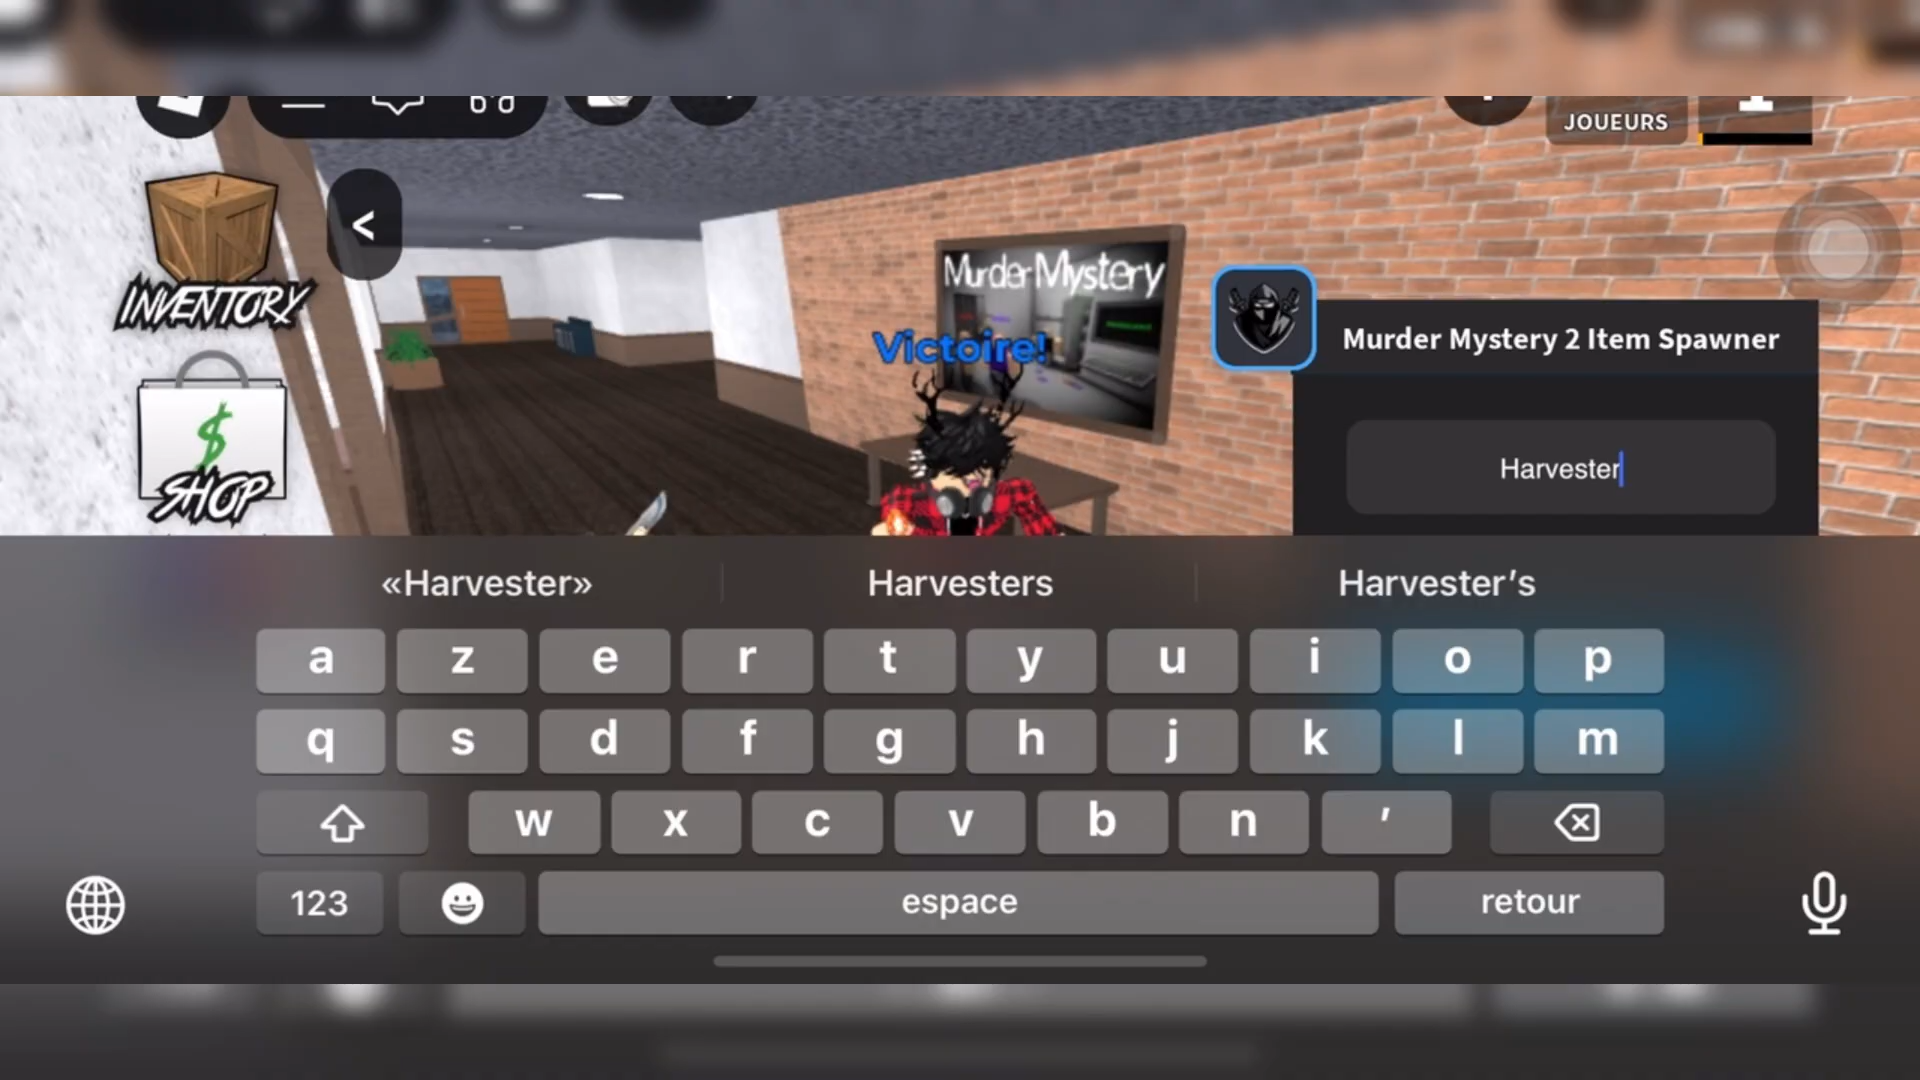 JOUEURS
<
INVENTORY
Murder Mystery
Victoire!
Murder Mystery 2 Item Spawner
$
SHOP
Harvester
«Harvester» Harvesters Harvester’s
a z e r t y u i o p
q s d f g h j k l m
w x c v b n ’
123 espace retour